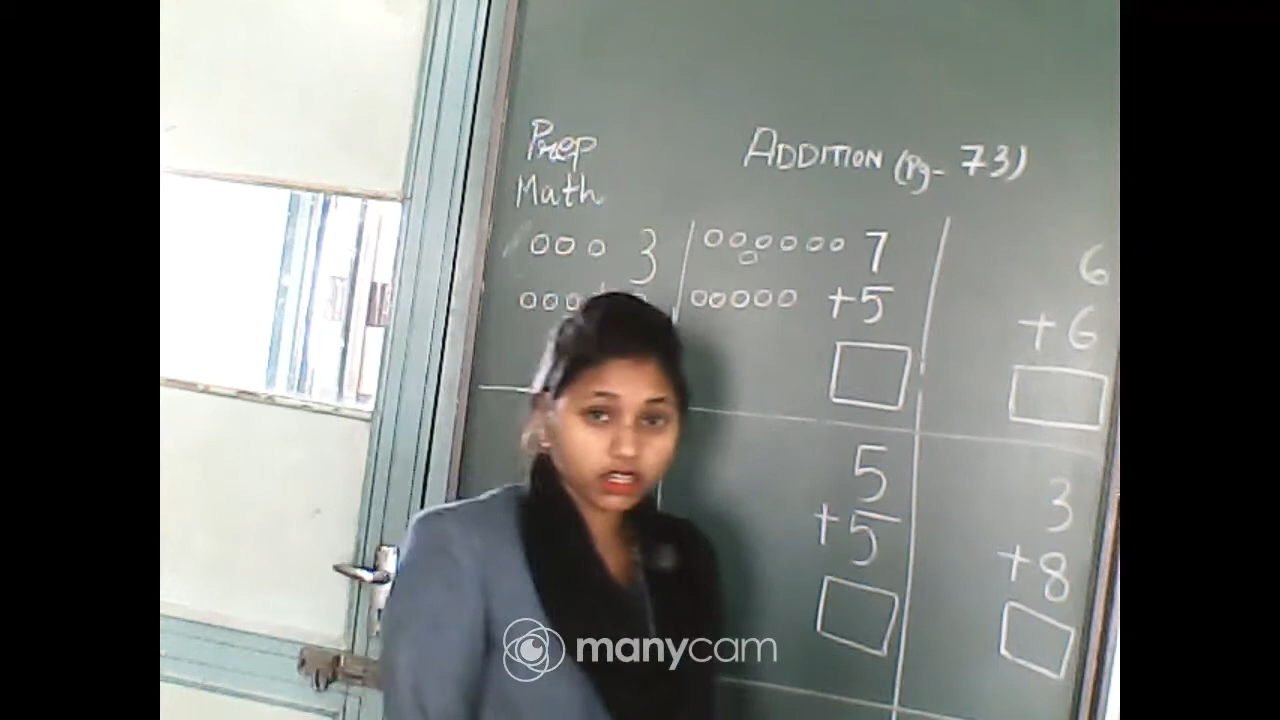 Prep
Math
ADDITION (Pg- 73)
3
7
+5
6
+6
5
+5
3
+8
manycam